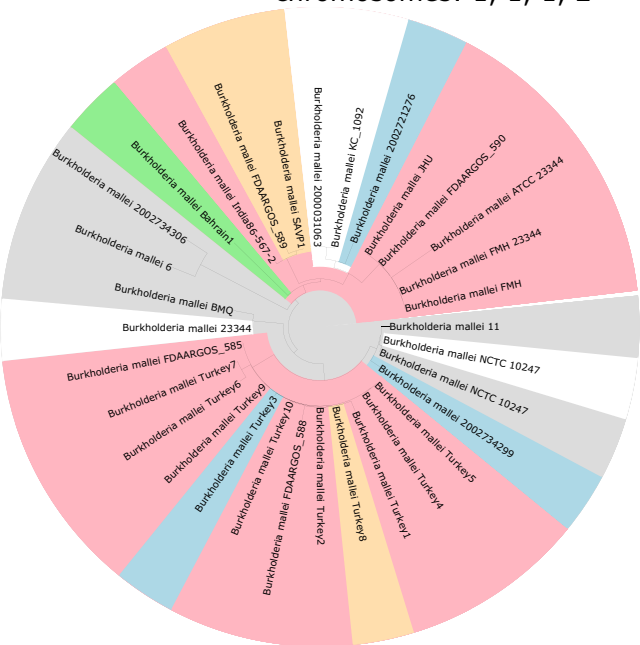 Burkholderia mallei 2000031063
Burkholderia mallei KC_1092
Burkholderia mallei 2002721276
Burkholderia mallei JHU
Burkholderia mallei FDAARGOS_590
Burkholderia mallei ATCC 23344
Burkholderia mallei FMH 23344
Burkholderia mallei FMH
Burkholderia mallei 11
Burkholderia mallei NCTC 10247
Burkholderia mallei NCTC 10247
Burkholderia mallei 2002734299
Burkholderia mallei Turkey5
Burkholderia mallei Turkey4
Burkholderia mallei Turkey1
Burkholderia mallei Turkey8
Burkholderia mallei Turkey2
Burkholderia mallei FDAARGOS_588
Burkholderia mallei Turkey10
Burkholderia mallei Turkey3
Burkholderia mallei Turkey9
Burkholderia mallei Turkey6
Burkholderia mallei Turkey7
Burkholderia mallei FDAARGOS_585
Burkholderia mallei 23344
Burkholderia mallei BMQ
Burkholderia mallei 6
Burkholderia mallei 2002734306
Burkholderia mallei Bahrain1
Burkholderia mallei India86-567-2
Burkholderia mallei FDAARGOS_589
Burkholderia mallei SAVP1